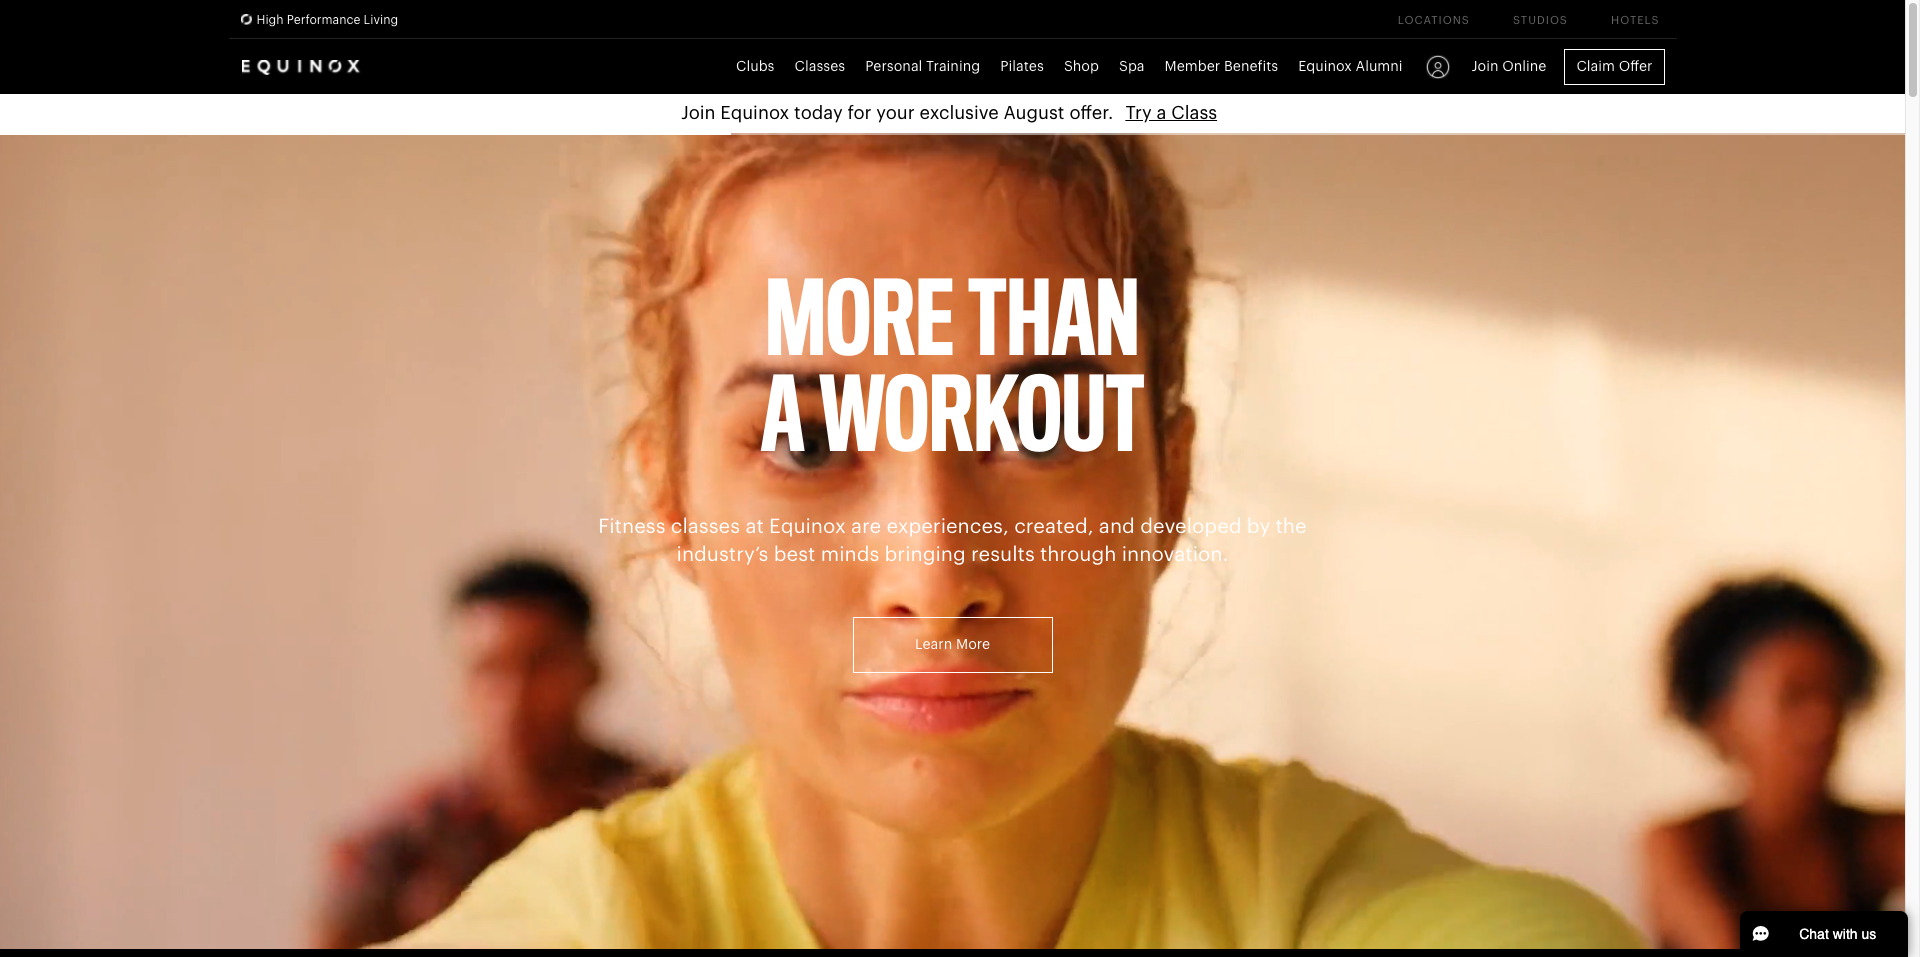 High Performance Living
LOCATIONS STUDIOS HOTELS
EQUINOX
Clubs Classes Personal Training Pilates Shop Spa Member Benefits Equinox Alumni Join Online Claim Offer
Join Equinox today for your exclusive August offer. Try a Class
MORE THAN
A WORKOUT
Fitness classes at Equinox are experiences, created, and developed by the
industry’s best minds bringing results through innovation.
Learn More
Chat with us